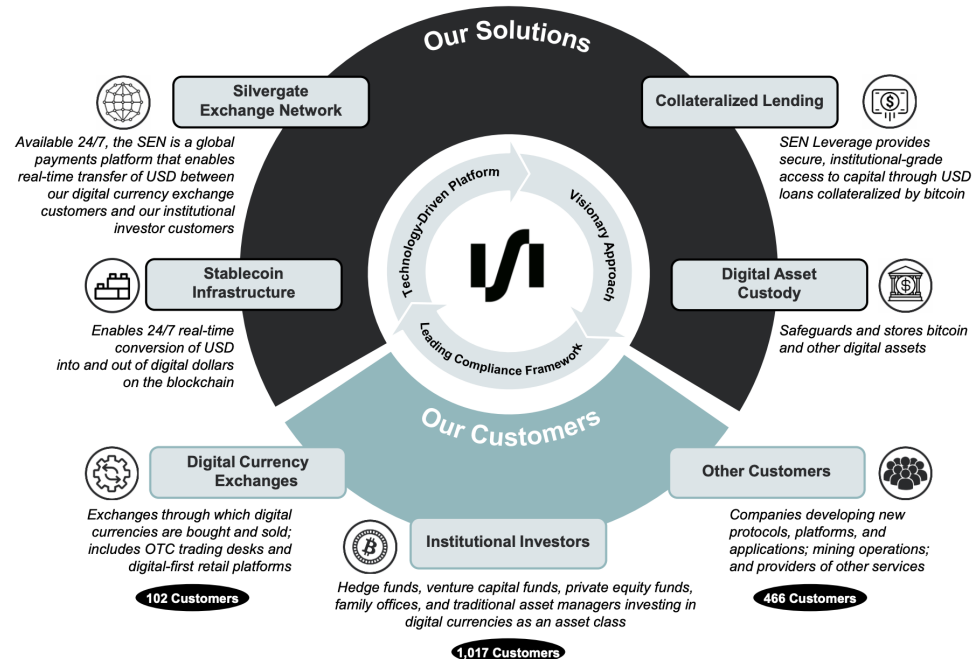 Our Solutions
Silvergate
Exchange Network
Available 24/7, the SEN is a global
payments platform that enables
real-time transfer of USD between
our digital currency exchange
customers and our institutional
investor customers
Collateralized Lending
SEN Leverage provides
secure, institutional-grade
access to capital through USD
loans collateralized by bitcoin
Technology-Driven Platform
Visionary Approach
Leading Compliance Framework
Stablecoin
Infrastructure
Enables 24/7 real-time
conversion of USD
into and out of digital dollars
on the blockchain
Digital Asset
Custody
Safeguards and stores bitcoin
and other digital assets
Our Customers
Digital Currency
Exchanges
Exchanges through which digital
currencies are bought and sold;
includes OTC trading desks and
digital-first retail platforms
102 Customers
Institutional Investors
Hedge funds, venture capital funds, private equity funds,
family offices, and traditional asset managers investing in
digital currencies as an asset class
1,017 Customers
Other Customers
Companies developing new
protocols, platforms, and
applications; mining operations;
and providers of other services
466 Customers